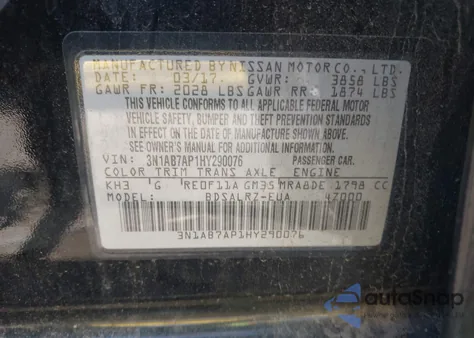 MANUFACTURED BY NISSAN MOTOR CO., LTD.
DATE: 03/17 GVWR: 3858 LBS
GAWR FR: 2028 LBS GAWR RR: 1874 LBS
THIS VEHICLE CONFORMS TO ALL APPLICABLE FEDERAL MOTOR
VEHICLE SAFETY, BUMPER AND THEFT PREVENTION STANDARDS
IN EFFECT ON THE DATE OF MANUFACTURE SHOWN ABOVE.
SEE OWNER'S MANUAL FOR ADDITIONAL INFORMATION.
VIN: 3N1AB7AP1HY290076 PASSENGER CAR.
COLOR TRIM TRANS AXLE ENGINE
KH3 G RE0F11A GM35 MRA8DE 1798 CC
MODEL: BDSALRZ-EUA 47000
3N1AB7AP1HY290076
AutoSnap